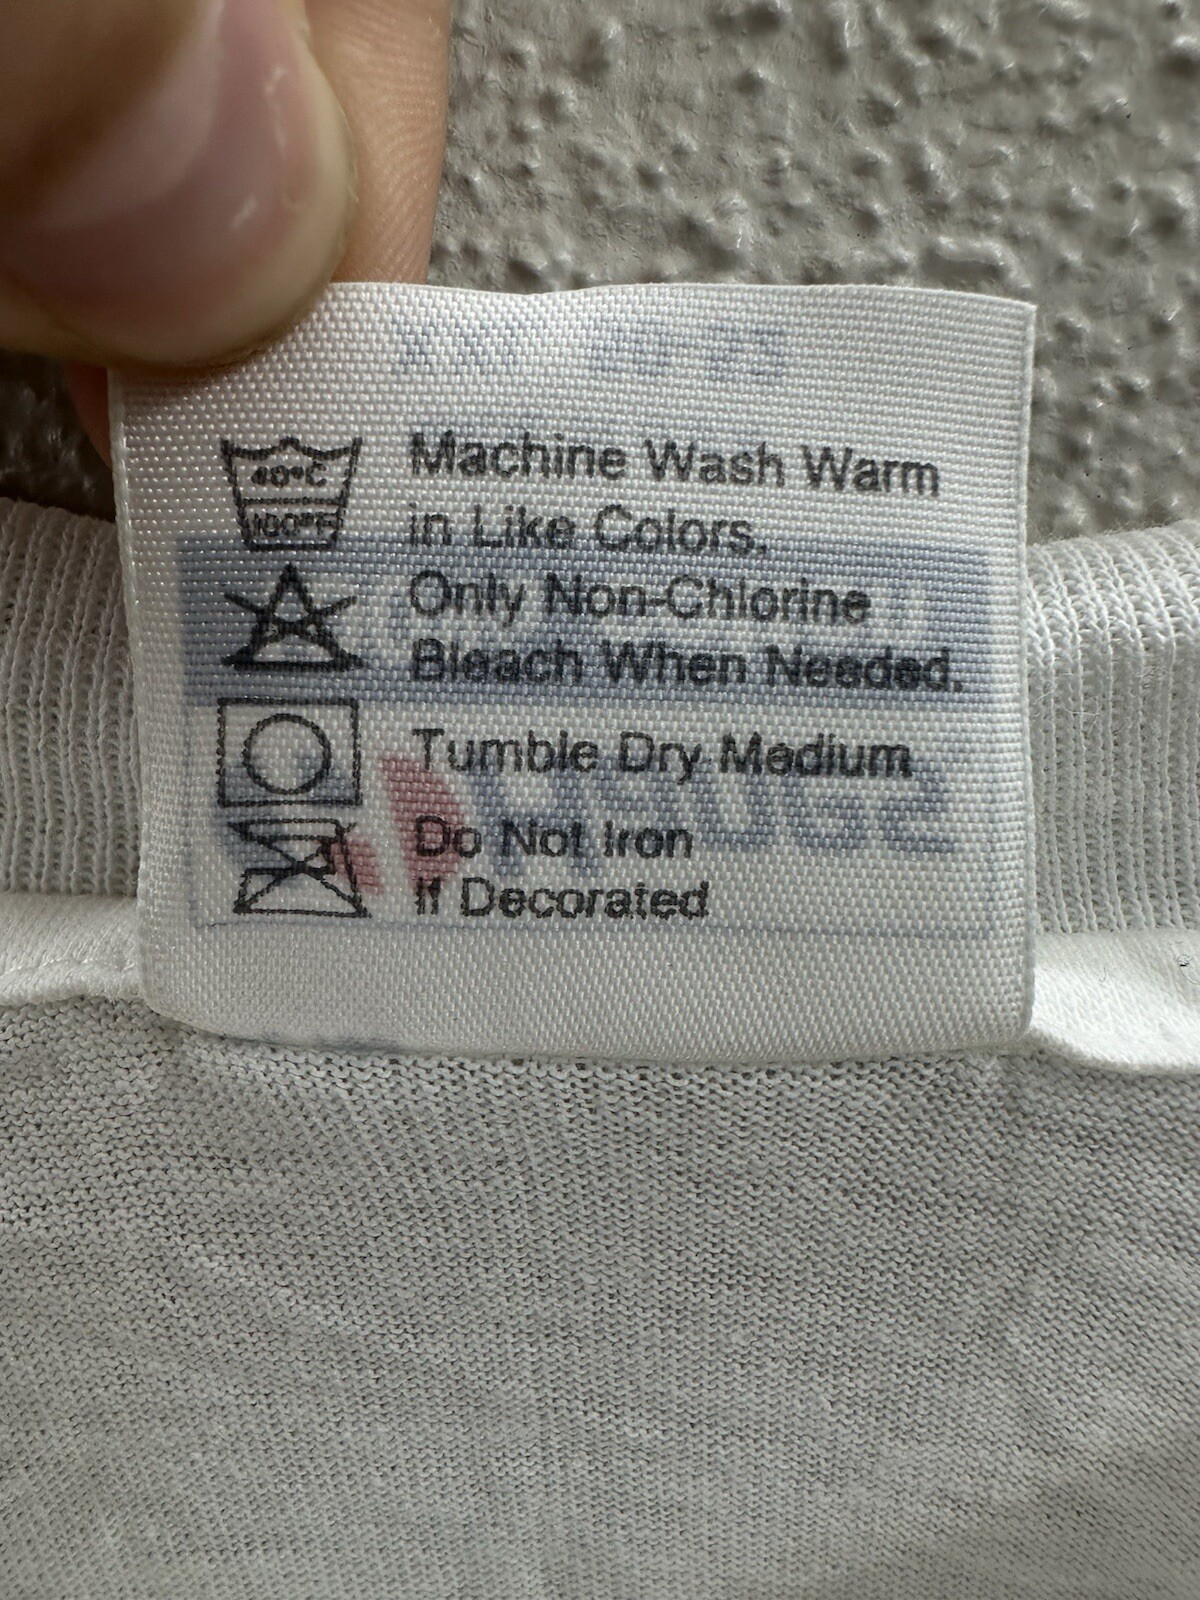 40°C
100°F
Machine Wash Warm
in Like Colors.
Only Non-Chlorine
Bleach When Needed.
Tumble Dry Medium
Do Not Iron
If Decorated